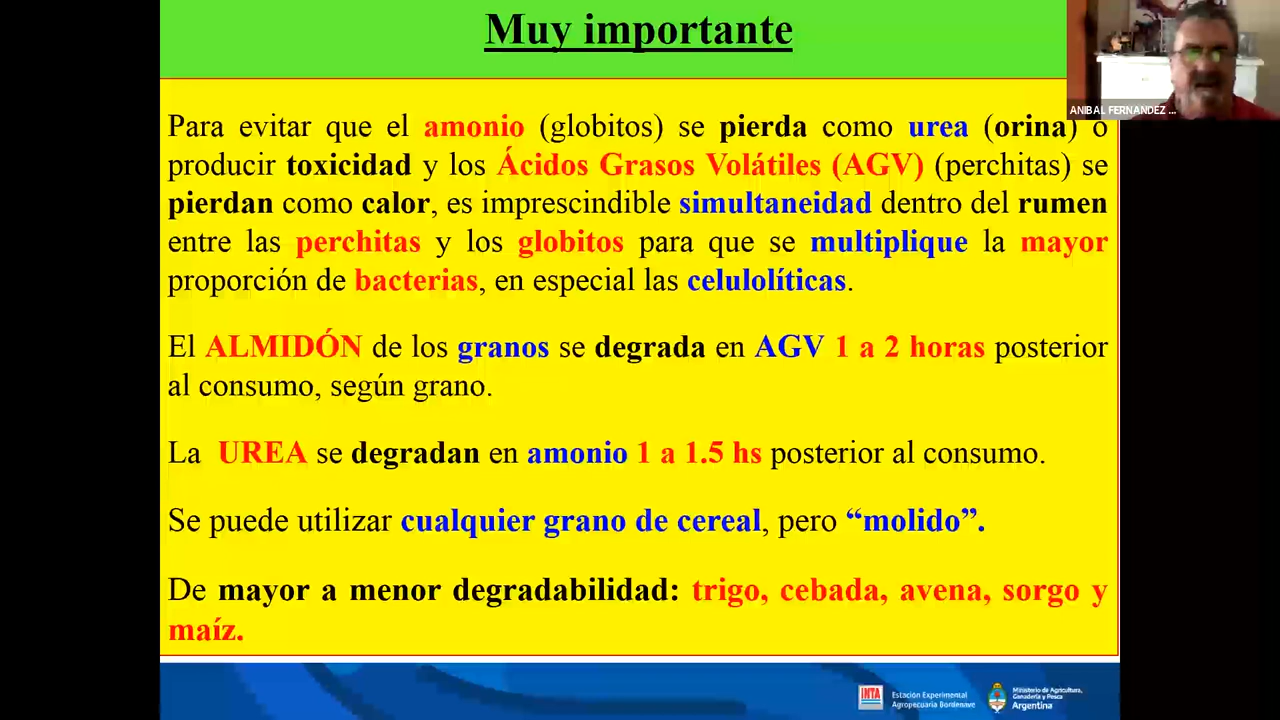 Muy importante
ANIBAL FERNANDEZ ...
Para evitar que el amonio (globitos) se pierda como urea (orina) o
producir toxicidad y los Ácidos Grasos Volátiles (AGV) (perchitas) se
pierdan como calor, es imprescindible simultaneidad dentro del rumen
entre las perchitas y los globitos para que se multiplique la mayor
proporción de bacterias, en especial las celulolíticas.
El ALMIDÓN de los granos se degrada en AGV 1 a 2 horas posterior
al consumo, según grano.
La UREA se degradan en amonio 1 a 1.5 hs posterior al consumo.
Se puede utilizar cualquier grano de cereal, pero “molido”.
De mayor a menor degradabilidad: trigo, cebada, avena, sorgo y
maíz.
INTA
Estación Experimental
Agropecuaria Bordenave
Ministerio de Agricultura,
Ganadería y Pesca
Argentina